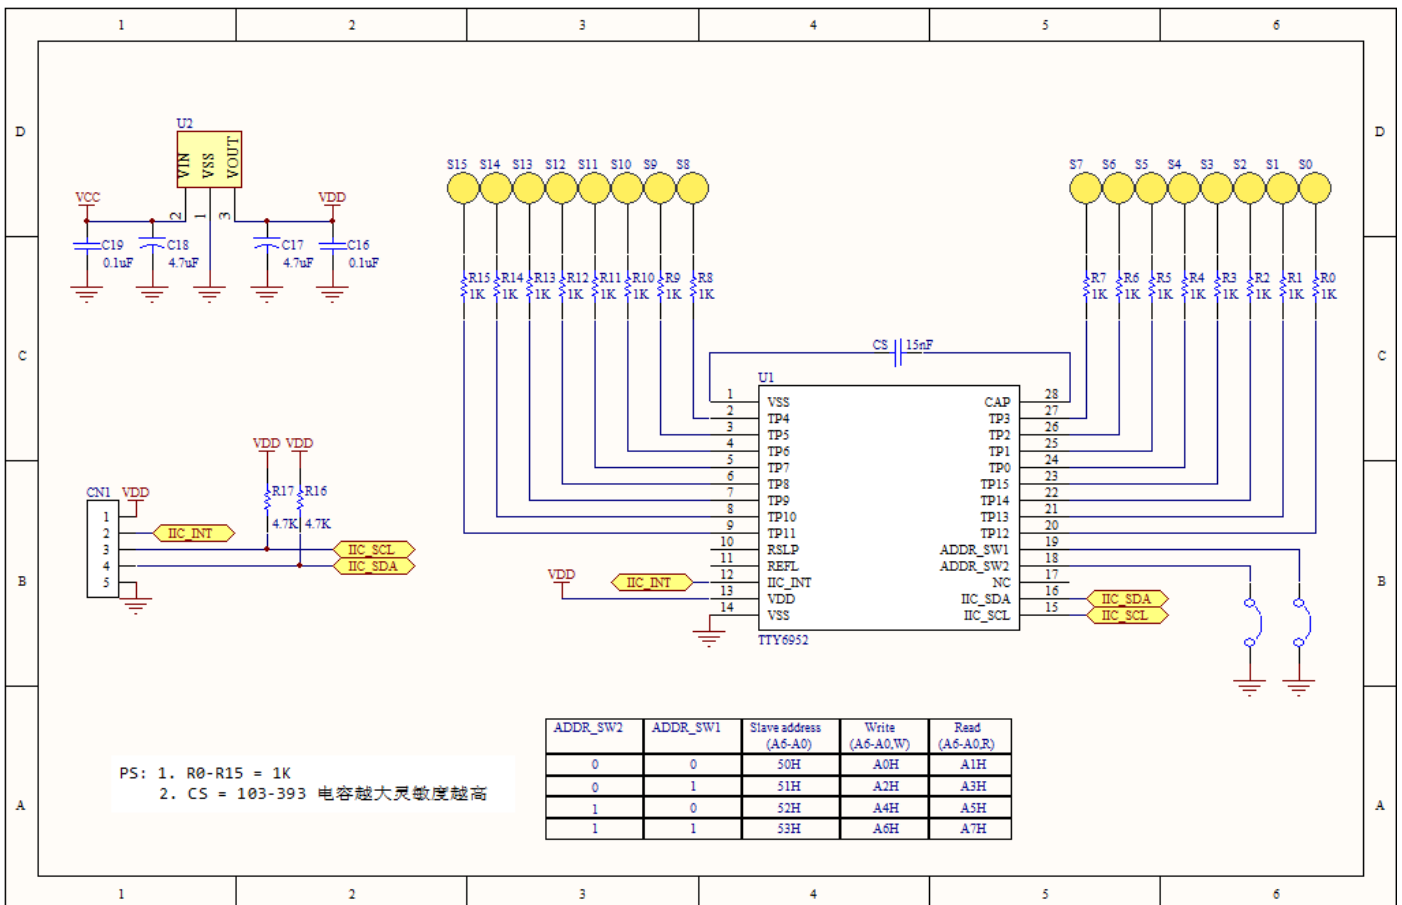 1 2 3 4 5 6
D D
U2
VIN VSS VOUT
2 1 3
VCC VDD
C19 C18 C17 C16
0.1uF 4.7uF 4.7uF 0.1uF
S15 S14 S13 S12 S11 S10 S9 S8
S7 S6 S5 S4 S3 S2 S1 S0
R15 R14 R13 R12 R11 R10 R9 R8
1K 1K 1K 1K 1K 1K 1K 1K
R7 R6 R5 R4 R3 R2 R1 R0
1K 1K 1K 1K 1K 1K 1K 1K
C C
CS 15nF
U1
1 VSS CAP 28
2 TP4 TP3 27
3 TP5 TP2 26
4 TP6 TP1 25
5 TP7 TP0 24
6 TP8 TP15 23
7 TP9 TP14 22
8 TP10 TP13 21
9 TP11 TP12 20
10 RSLP ADDR_SW1 19
11 REFL ADDR_SW2 18
12 IIC_INT NC 17
13 VDD IIC_SDA 16
14 VSS IIC_SCL 15
TTY6952
VDD IIC_INT
IIC_SDA
IIC_SCL
VDD VDD
R17 R16
4.7K 4.7K
CN1 VDD
1
2 IIC_INT
3 IIC_SCL
4 IIC_SDA
5
B B
ADDR_SW2 ADDR_SW1 Slave address Write Read
(A6-A0) (A6-A0,W) (A6-A0,R)
0 0 50H A0H A1H
0 1 51H A2H A3H
1 0 52H A4H A5H
1 1 53H A6H A7H
PS: 1. R0-R15 = 1K
2. CS = 103-393 电容越大灵敏度越高
A A
1 2 3 4 5 6